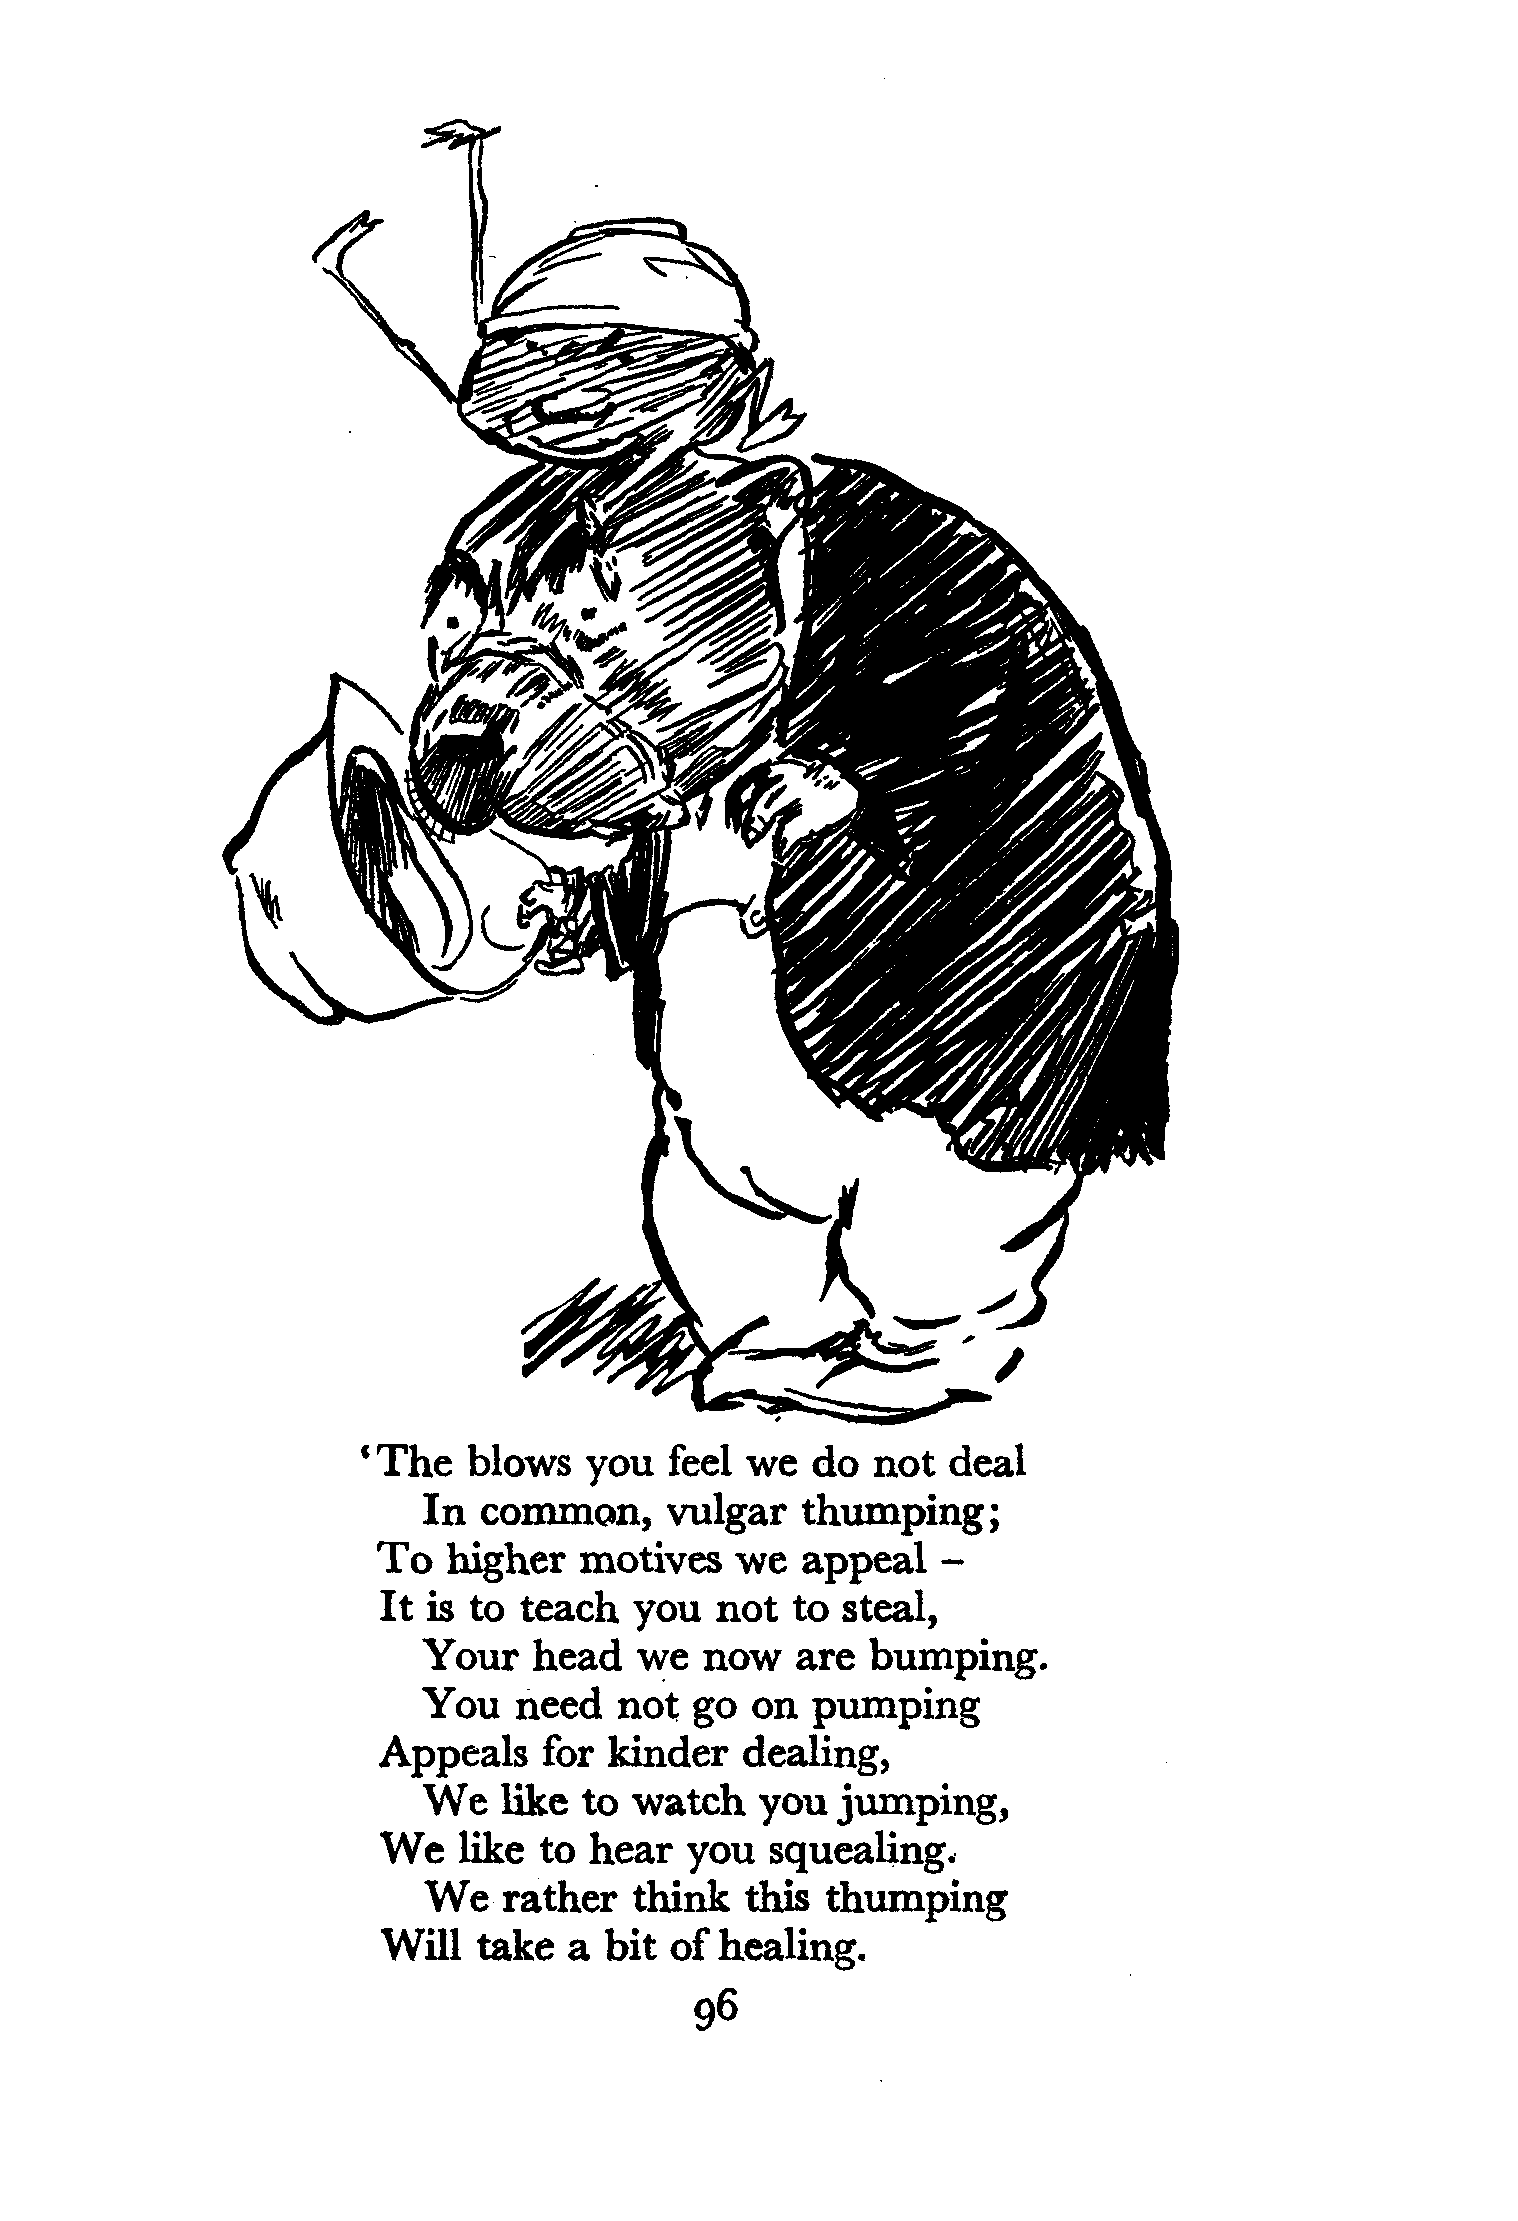 ‘The blows you feel we do not deal
In common, vulgar thumping;
To higher motives we appeal –
It is to teach you not to steal,
Your head we now are bumping.
You need not go on pumping
Appeals for kinder dealing,
We like to watch you jumping,
We like to hear you squealing.
We rather think this thumping
Will take a bit of healing.
96